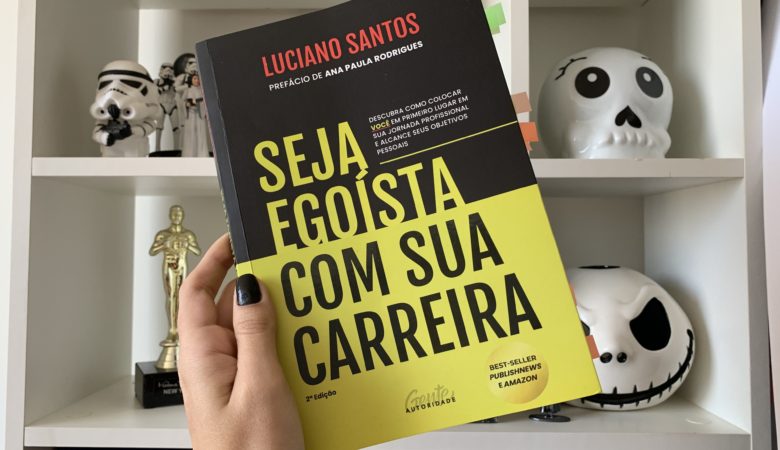 LUCIANO SANTOS
PREFÁCIO DE ANA PAULA RODRIGUES
DESCUBRA COMO COLOCAR
VOCÊ EM PRIMEIRO LUGAR EM
SUA JORNADA PROFISSIONAL
E ALCANCE SEUS OBJETIVOS
PESSOAIS
SEJA
EGOÍSTA
COM SUA
CARREIRA
2ª Edição
Gente
AUTORIDADE
BEST-SELLER
PUBLISHNEWS
E AMAZON
NEW